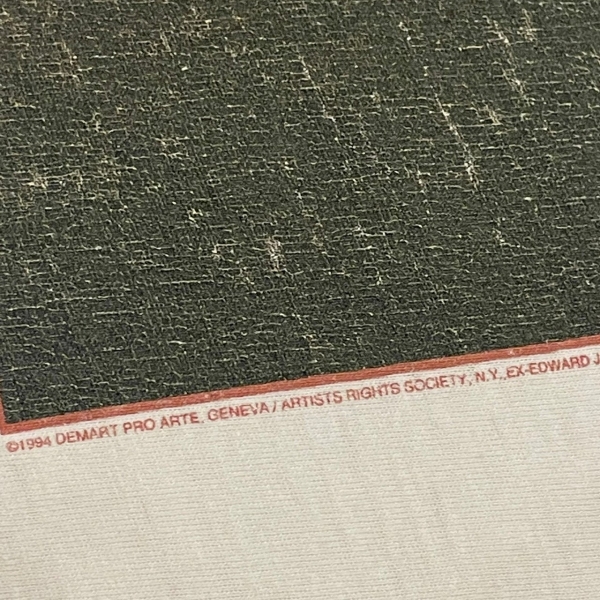 ©1994 DEMART PRO ARTE, GENEVA / ARTISTS RIGHTS SOCIETY, N.Y., EX-EDWARD J